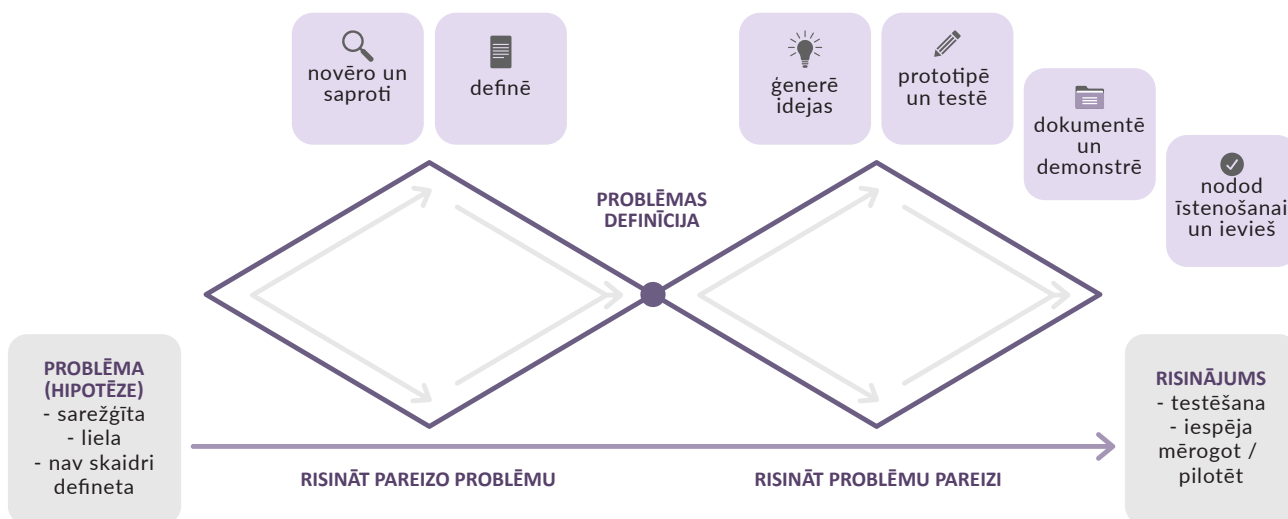 novēro un
saproti
definē
ģenerē
idejas
prototipē
un testē
dokumentē
un
demonstrē
nodod
īstenošanai
un ievieš
PROBLĒMAS
DEFINĪCIJA
PROBLĒMA
(HIPOTĒZE)
- sarežģīta
- liela
- nav skaidri
defineta
RISINĀJUMS
- testēšana
- iespēja
mērogot /
pilotēt
RISINĀT PAREIZO PROBLĒMU
RISINĀT PROBLĒMU PAREIZI